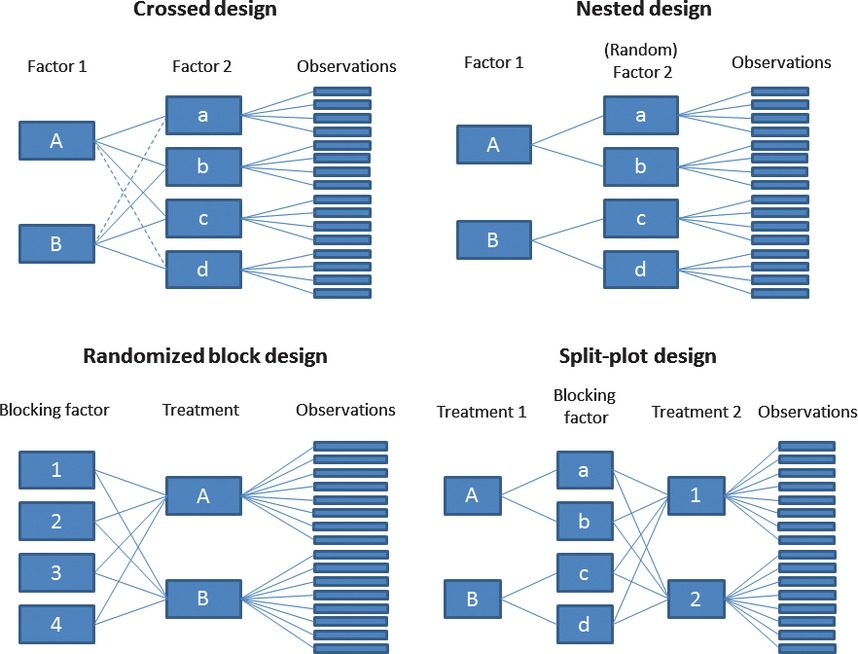 Crossed design
Factor 1
Factor 2
Observations
A
B
a
b
c
d
Nested design
Factor 1
(Random)
Factor 2
Observations
A
B
a
b
c
d
Randomized block design
Blocking factor
Treatment
Observations
1
2
3
4
A
B
Split-plot design
Treatment 1
Blocking
factor
Treatment 2
Observations
A
B
a
b
c
d
1
2